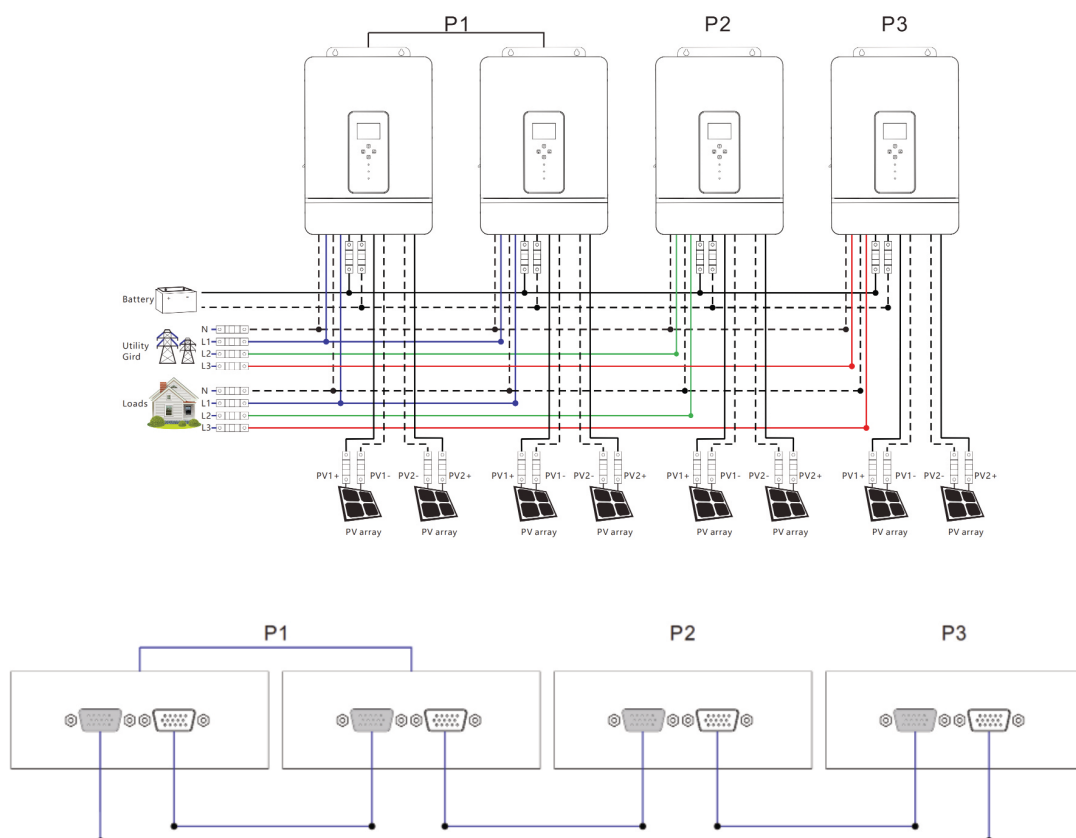 P1 P2 P3
Battery
Utility
Gird
N
L1
L2
L3
Loads
N
L1
L2
L3
PV1+ PV1- PV2- PV2+ PV1+ PV1- PV2- PV2+ PV1+ PV1- PV2- PV2+ PV1+ PV1- PV2- PV2+
PV array PV array PV array PV array PV array PV array PV array PV array
P1 P2 P3